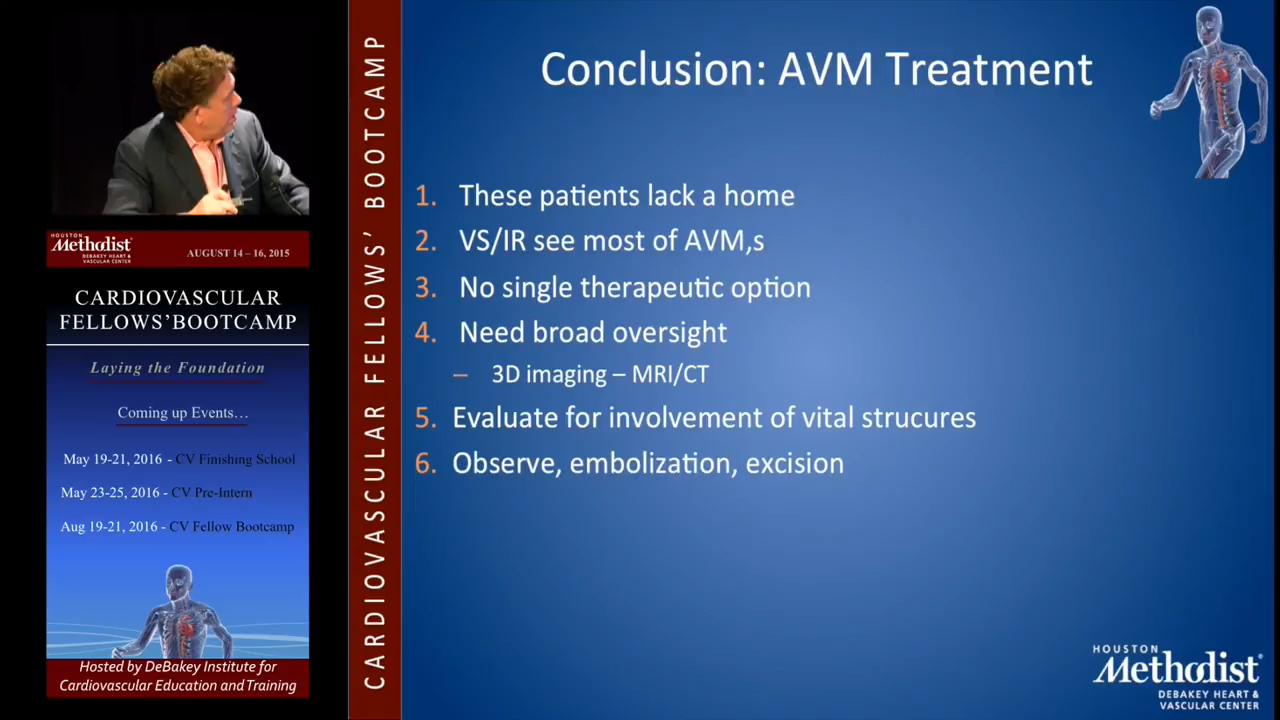 HOUSTON
Methodist
DEBAKEY HEART &
VASCULAR CENTER
AUGUST 14 – 16, 2015
CARDIOVASCULAR
FELLOWS’BOOTCAMP
Laying the Foundation
Coming up Events…
May 19-21, 2016 - CV Finishing School
May 23-25, 2016 - CV Pre-Intern
Aug 19-21, 2016 - CV Fellow Bootcamp
Hosted by DeBakey Institute for
Cardiovascular Education and Training
CARDIOVASCULAR FELLOWS’ BOOTCAMP
Conclusion: AVM Treatment
1. These patients lack a home
2. VS/IR see most of AVM,s
3. No single therapeutic option
4. Need broad oversight
– 3D imaging – MRI/CT
5. Evaluate for involvement of vital strucures
6. Observe, embolization, excision
HOUSTON
Methodist
DEBAKEY HEART &
VASCULAR CENTER